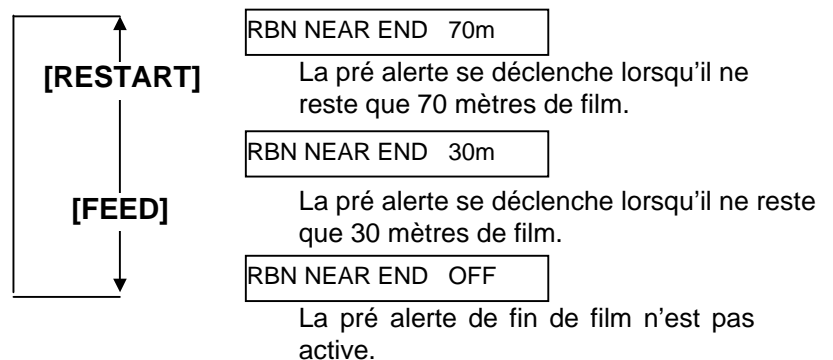 RBN NEAR END 70m
[RESTART]
La pré alerte se déclenche lorsqu'il ne
reste que 70 mètres de film.
RBN NEAR END 30m
[FEED]
La pré alerte se déclenche lorsqu'il ne reste
que 30 mètres de film.
RBN NEAR END OFF
La pré alerte de fin de film n'est pas
active.